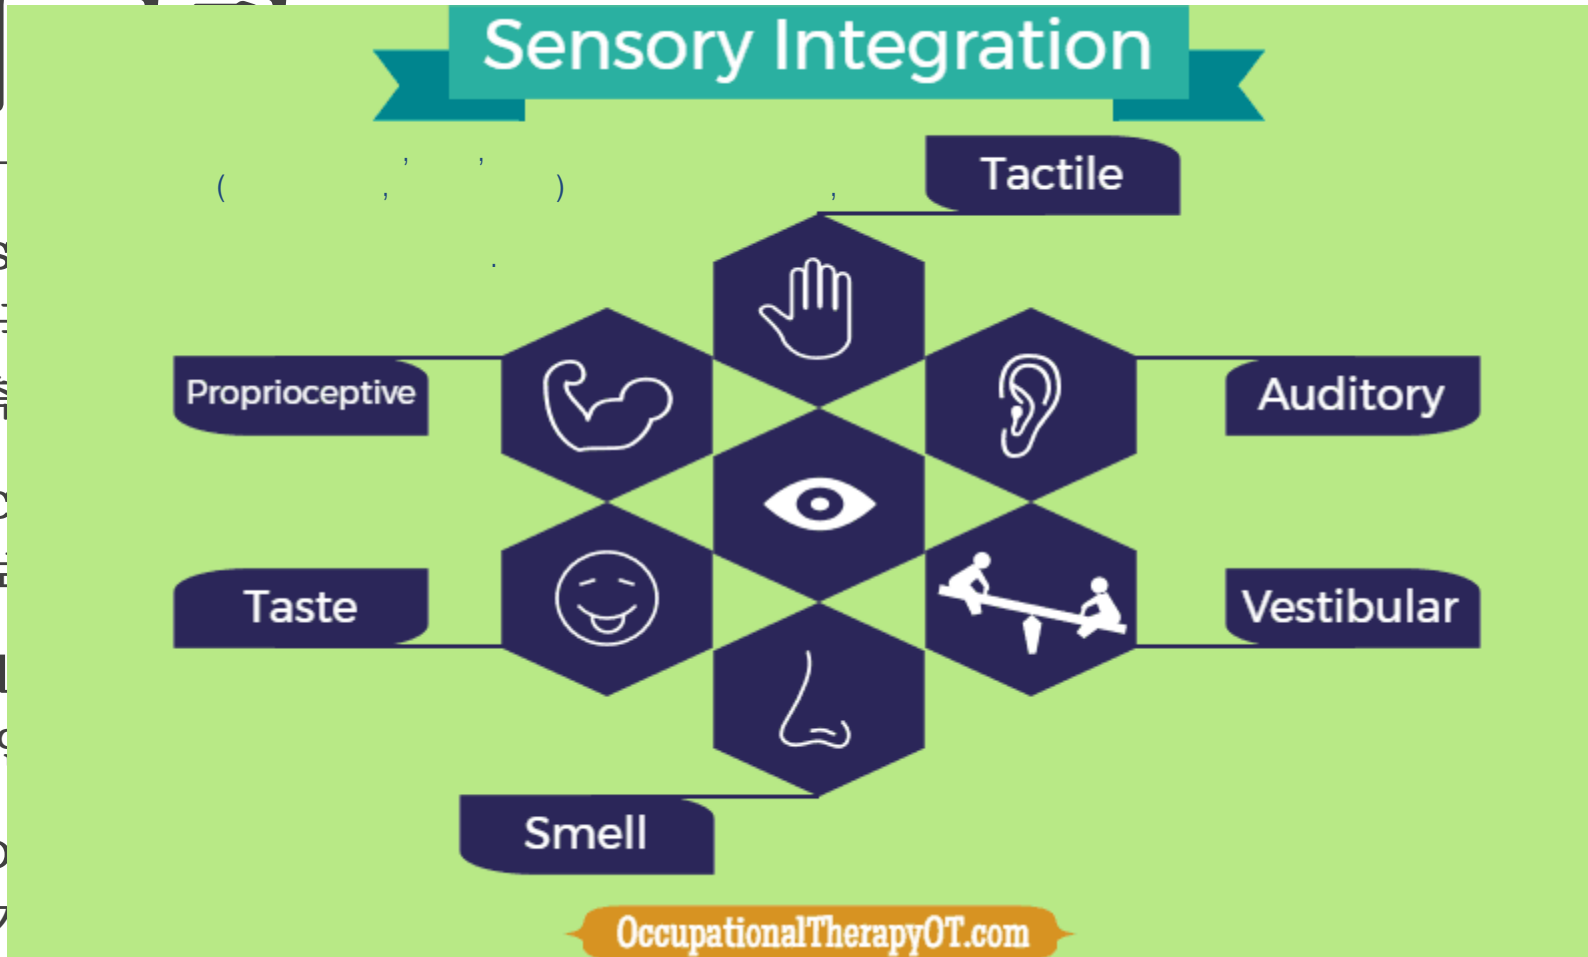 Sensory Integration
Tactile
Proprioceptive
Auditory
Taste
Vestibular
Smell
OccupationalTherapyOT.com